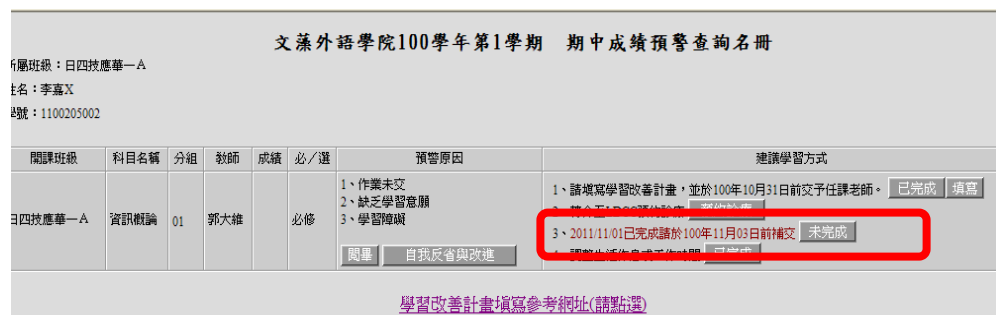 文藻外語學院100學年第1學期 期中成績預警查詢名冊
所屬班級：日四技應華一A
姓名：李嘉X
學號：1100205002
開課班級 科目名稱 分組 教師 成績 必／選 預警原因 建議學習方式
日四技應華一A 資訊概論 01 郭大維 必修
1、作業未交
2、缺乏學習意願
3、學習障礙
閱畢 自我反省與改進
1、請填寫學習改善計畫，並於100年10月31日前交予任課老師。 已完成 填寫
3、2011/11/01已完成請於100年11月03日前補交 未完成
學習改善計畫填寫參考網址(請點選)